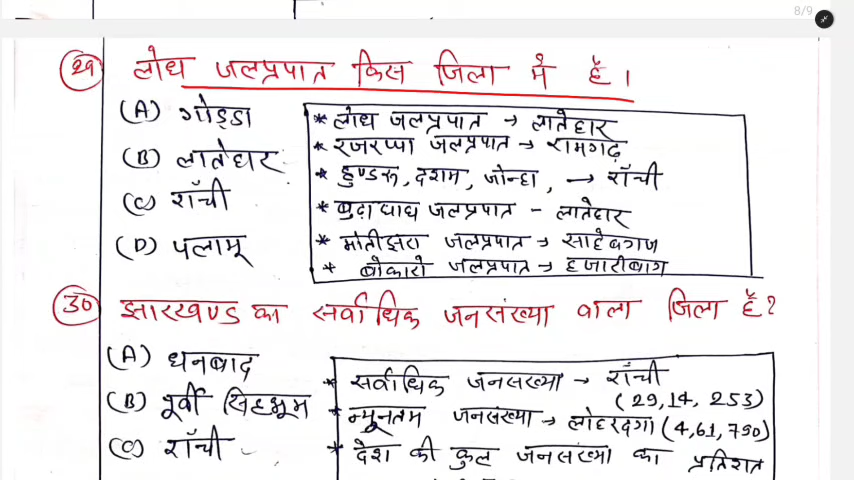 8/9
29 लोध जलप्रपात किस जिला में है।
(A) गोड्डा
(B) लातेहार
(C) राँची
(D) पलामू
* लोध जलप्रपात → लातेहार
* रजरप्पा जलप्रपात → रामगढ़
* हुण्डरू, दशम, जोन्हा, → राँची
* बुढ़ा घाघ जलप्रपात - लातेहार
* मोतीझरा जलप्रपात → साहेबगंज
* बोकारो जलप्रपात → हजारीबाग
30 झारखण्ड का सर्वाधिक जनसंख्या वाला जिला है?
(A) धनबाद
(B) पूर्वी सिंहभूम
(C) राँची
* सर्वाधिक जनसंख्या → राँची
(29,14,253)
* न्यूनतम जनसंख्या → लोहरदगा (4,61,790)
* देश की कुल जनसंख्या का प्रतिशत